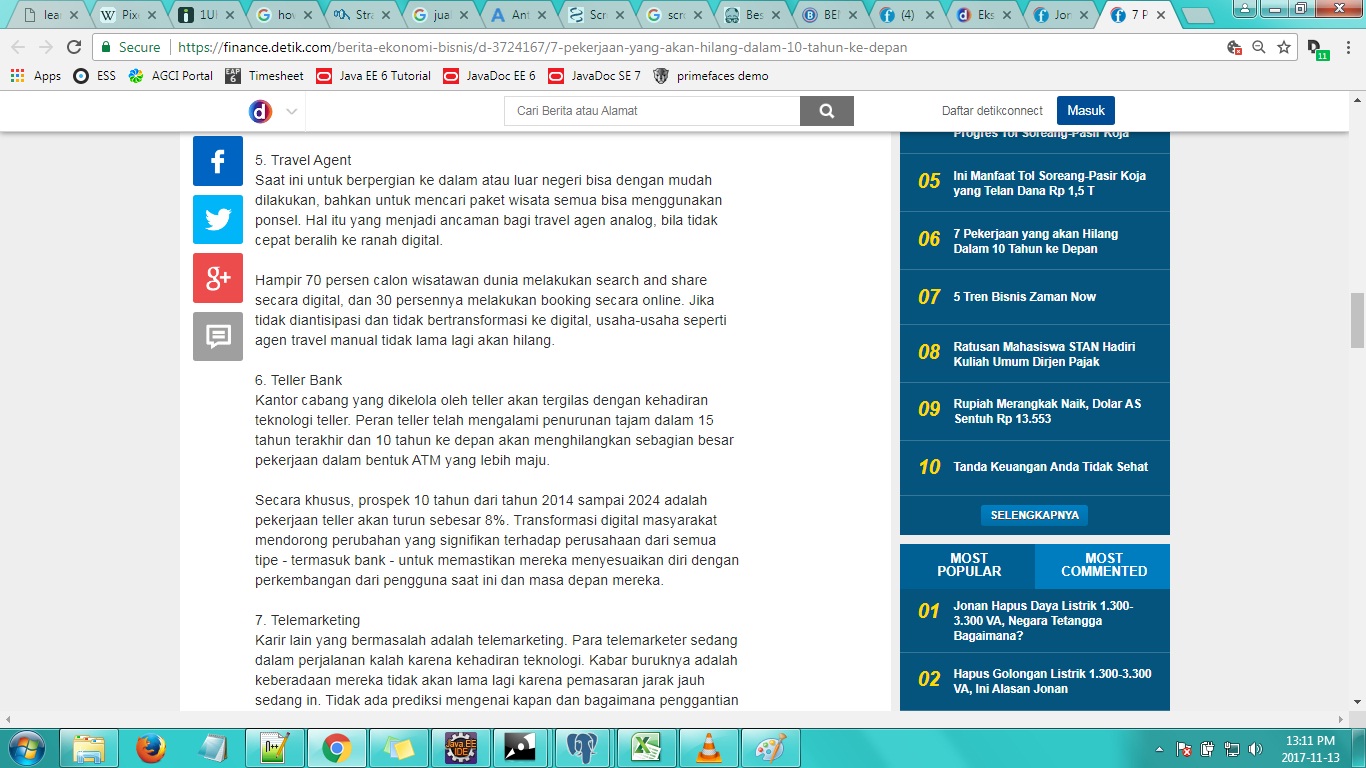 lear
Wi
Pix
1U
how
Stra
jual
Ant
Scr
scr
Bes
BEI
(4)
Eks
Jor
7 P
Secure
https://finance.detik.com/berita-ekonomi-bisnis/d-3724167/7-pekerjaan-yang-akan-hilang-dalam-10-tahun-ke-depan
11
Apps
ESS
AGCI Portal
Timesheet
Java EE 6 Tutorial
JavaDoc EE 6
JavaDoc SE 7
primefaces demo
d
Cari Berita atau Alamat
Daftar detikconnect
Masuk
5. Travel Agent
Saat ini untuk berpergian ke dalam atau luar negeri bisa dengan mudah
dilakukan, bahkan untuk mencari paket wisata semua bisa menggunakan
ponsel. Hal itu yang menjadi ancaman bagi travel agen analog, bila tidak
cepat beralih ke ranah digital.
Hampir 70 persen calon wisatawan dunia melakukan search and share
secara digital, dan 30 persennya melakukan booking secara online. Jika
tidak diantisipasi dan tidak bertransformasi ke digital, usaha-usaha seperti
agen travel manual tidak lama lagi akan hilang.
6. Teller Bank
Kantor cabang yang dikelola oleh teller akan tergilas dengan kehadiran
teknologi teller. Peran teller telah mengalami penurunan tajam dalam 15
tahun terakhir dan 10 tahun ke depan akan menghilangkan sebagian besar
pekerjaan dalam bentuk ATM yang lebih maju.
Secara khusus, prospek 10 tahun dari tahun 2014 sampai 2024 adalah
pekerjaan teller akan turun sebesar 8%. Transformasi digital masyarakat
mendorong perubahan yang signifikan terhadap perusahaan dari semua
tipe - termasuk bank - untuk memastikan mereka menyesuaikan diri dengan
perkembangan dari pengguna saat ini dan masa depan mereka.
7. Telemarketing
Karir lain yang bermasalah adalah telemarketing. Para telemarketer sedang
dalam perjalanan kalah karena kehadiran teknologi. Kabar buruknya adalah
keberadaan mereka tidak akan lama lagi karena pemasaran jarak jauh
sedang in. Tidak ada prediksi mengenai kapan dan bagaimana penggantian
Progres Tol Soreang-Pasir Koja
05
Ini Manfaat Tol Soreang-Pasir Koja
yang Telan Dana Rp 1,5 T
06
7 Pekerjaan yang akan Hilang
Dalam 10 Tahun ke Depan
07
5 Tren Bisnis Zaman Now
08
Ratusan Mahasiswa STAN Hadiri
Kuliah Umum Dirjen Pajak
09
Rupiah Merangkak Naik, Dolar AS
Sentuh Rp 13.553
10
Tanda Keuangan Anda Tidak Sehat
SELENGKAPNYA
MOST
POPULAR
MOST
COMMENTED
01
Jonan Hapus Daya Listrik 1.300-
3.300 VA, Negara Tetangga
Bagaimana?
02
Hapus Golongan Listrik 1.300-3.300
VA, Ini Alasan Jonan
13:11 PM
2017-11-13